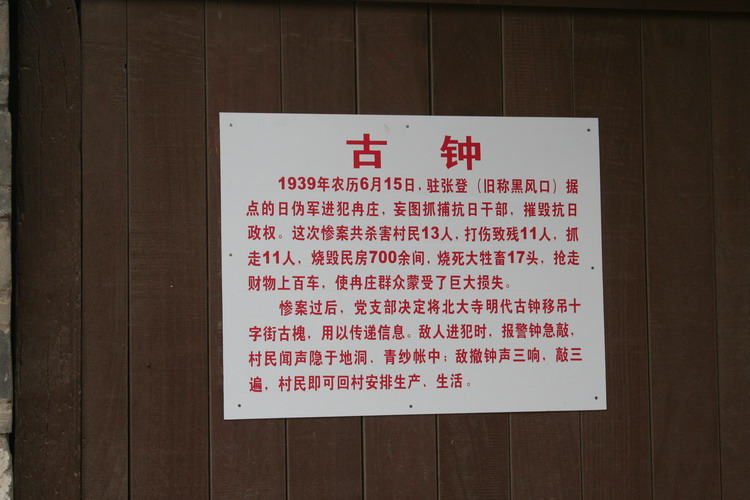 古 钟
1939年农历6月15日，驻张登（旧称黑风口）据
点的日伪军进犯冉庄，妄图抓捕抗日干部，摧毁抗日
政权。这次惨案共杀害村民13人，打伤致残11人，抓
走11人，烧毁民房700余间，烧死大牲畜17头，抢走
财物上百车，使冉庄群众蒙受了巨大损失。
惨案过后，党支部决定将北大寺明代古钟移吊十
字街古槐，用以传递信息。敌人进犯时，报警钟急敲，
村民闻声隐于地洞、青纱帐中；敌撤钟声三响，敲三
遍，村民即可回村安排生产、生活。